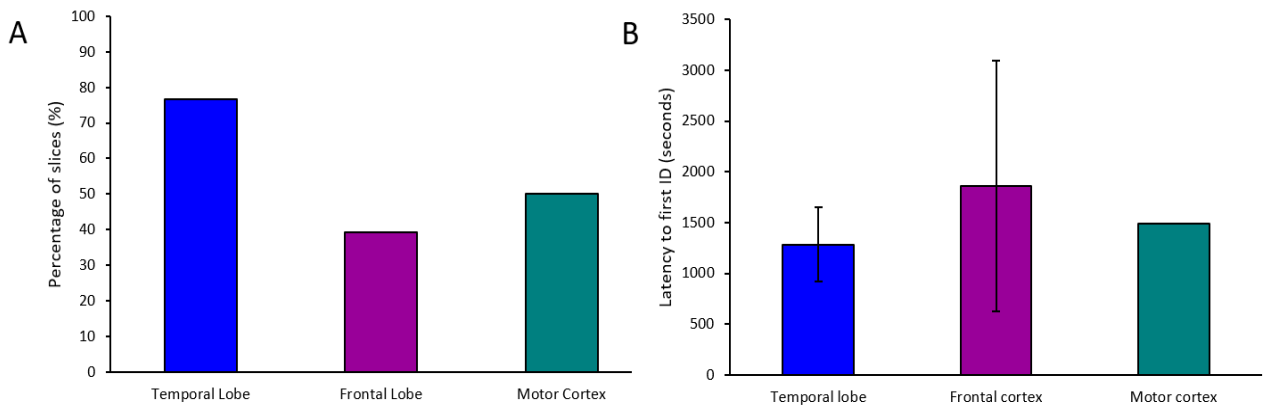 A
Percentage of slices (%)
100
90
80
70
60
50
40
30
20
10
0
Temporal Lobe
Frontal Lobe
Motor Cortex
B
Latency to first ID (seconds)
3500
3000
2500
2000
1500
1000
500
0
Temporal lobe
Frontal cortex
Motor cortex